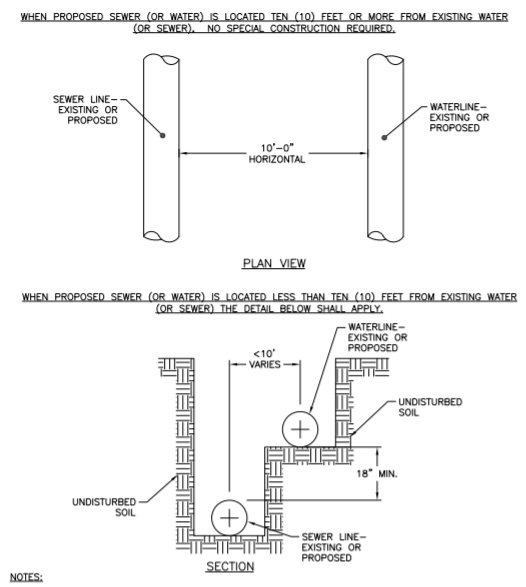 WHEN PROPOSED SEWER (OR WATER) IS LOCATED TEN (10) FEET OR MORE FROM EXISTING WATER
(OR SEWER), NO SPECIAL CONSTRUCTION REQUIRED.
SEWER LINE–
EXISTING OR
PROPOSED
WATERLINE–
EXISTING OR
PROPOSED
10'–0"
HORIZONTAL
PLAN VIEW
WHEN PROPOSED SEWER (OR WATER) IS LOCATED LESS THAN TEN (10) FEET FROM EXISTING WATER
(OR SEWER) THE DETAIL BELOW SHALL APPLY.
WATERLINE–
EXISTING OR
PROPOSED
<10'
VARIES
UNDISTURBED
SOIL
18" MIN.
UNDISTURBED
SOIL
SEWER LINE–
EXISTING OR
PROPOSED
SECTION
NOTES: